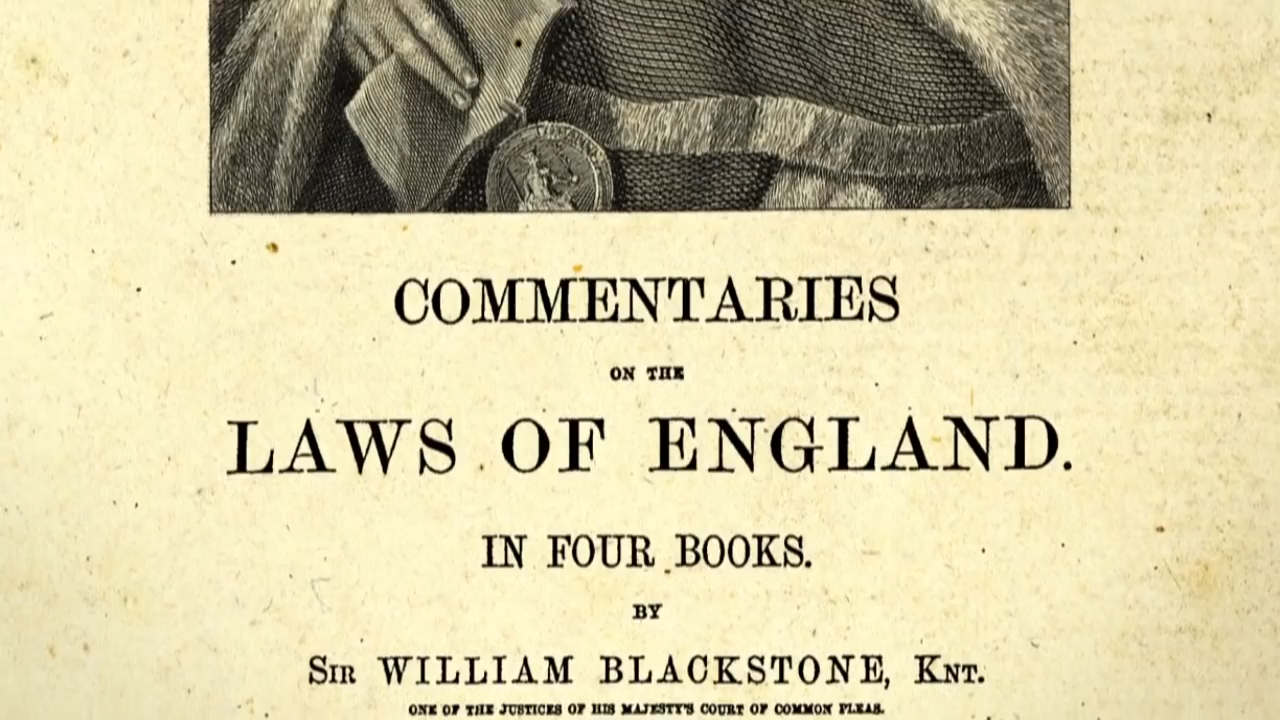 COMMENTARIES
ON THE
LAWS OF ENGLAND.
IN FOUR BOOKS.
BY
SIR WILLIAM BLACKSTONE, KNT.
ONE OF THE JUSTICES OF HIS MAJESTY'S COURT OF COMMON PLEAS.